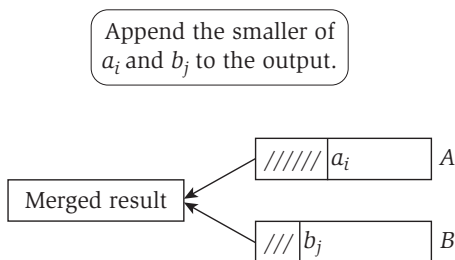 Append the smaller of
a_i and b_j to the output.
////// a_i A
Merged result
/// b_j B